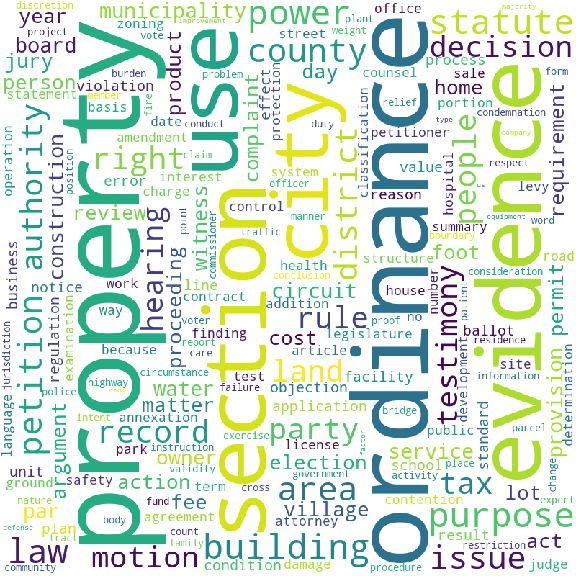 municipality
power
office
statute
year
zoning
vote
street
plant
weight
majority
discretion
project
improvement
board
county
decision
jury
burden
product
day
counsel
process
person
violation
use
problem
effect
protection
sale
form
statement
basis
complaint
relief
home
condemnation
merter
fire
date
conduct
city
duty
type
portion
company
operation
property
amendment
petitioner
people
respect
requirement
authority
right
claim
system
classification
value
hospital
levy
position
error
interest
officer
reason
equipment
word
charge
witness
control
manner
district
summary
boundary
construction
review
commissioner
traffic
ordinance
foot
consideration
road
business
hearing
proceeding
conclusion
structure
evidence
notice
work
point
line
health
circuit
house
number
residence
permit
way
contract
addition
rule
proof
no
ballot
petition
regulation
examination
because
voter
finding
report
article
legislature
testimony
development
patient
site
information
provision
determination
language
jurisdiction
highway
record
care
test
cost
facility
bridge
parcel
argument
police
circumstance
failure
land
objection
standard
change
intent
water
section
application
public
annexation
exercise
government
activity
place
service
unit
park
matter
instruction
party
license
factor
contention
school
expert
ground
safety
owner
validity
election
tax
lot
nature
fund
action
term
area
village
purpose
par
plan
body
fee
cross
attorney
result
restriction
law
tract
agreement
count
building
condition
damage
issue
act
defense
community
motion
family
procedure
judge